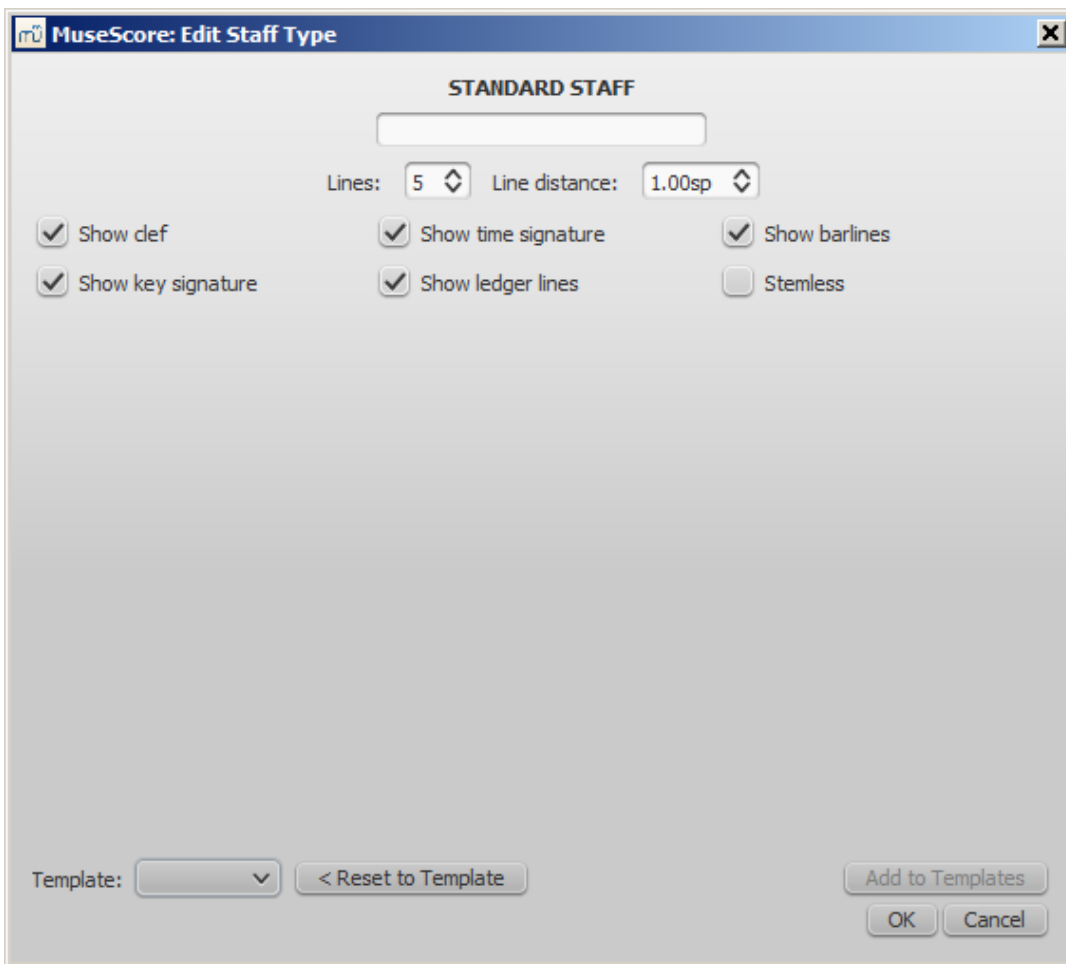 mü MuseScore: Edit Staff Type
STANDARD STAFF
Lines: 5 Line distance: 1.00sp
Show clef Show time signature Show barlines
Show key signature Show ledger lines Stemless
Template: < Reset to Template Add to Templates
OK Cancel